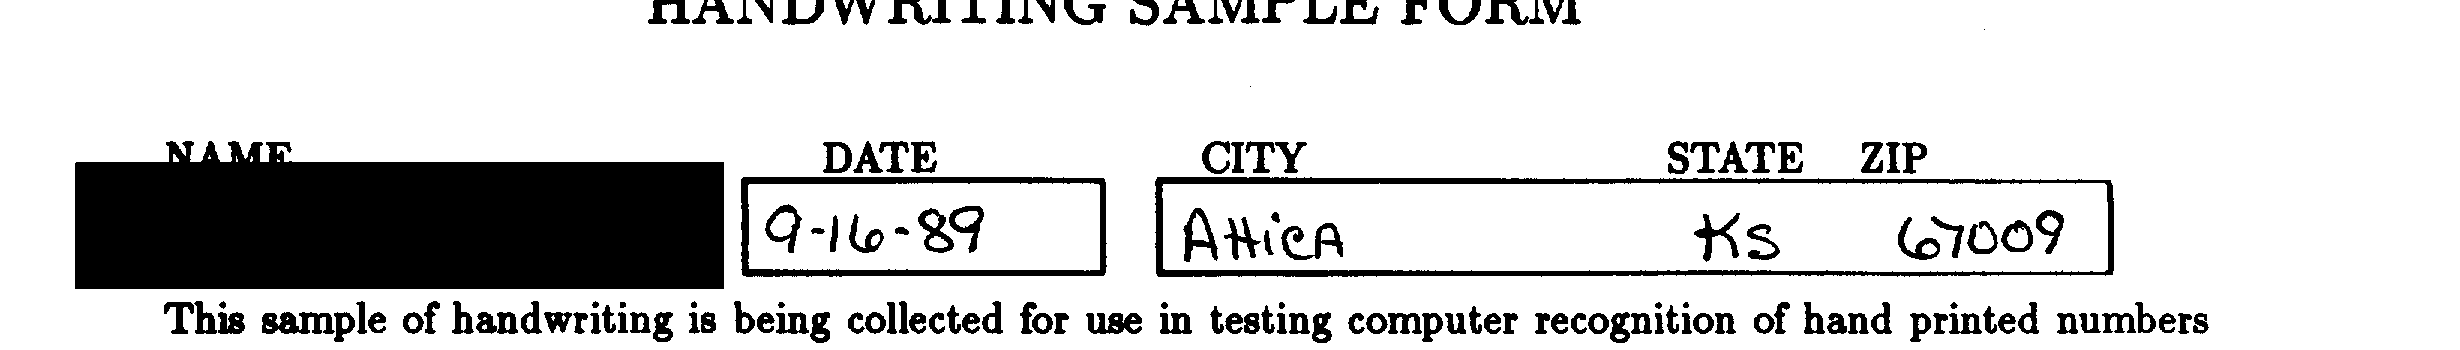 HANDWRITING SAMPLE FORM
NAME DATE CITY STATE ZIP
9-16-89 Attica Ks 67009
This sample of handwriting is being collected for use in testing computer recognition of hand printed numbers